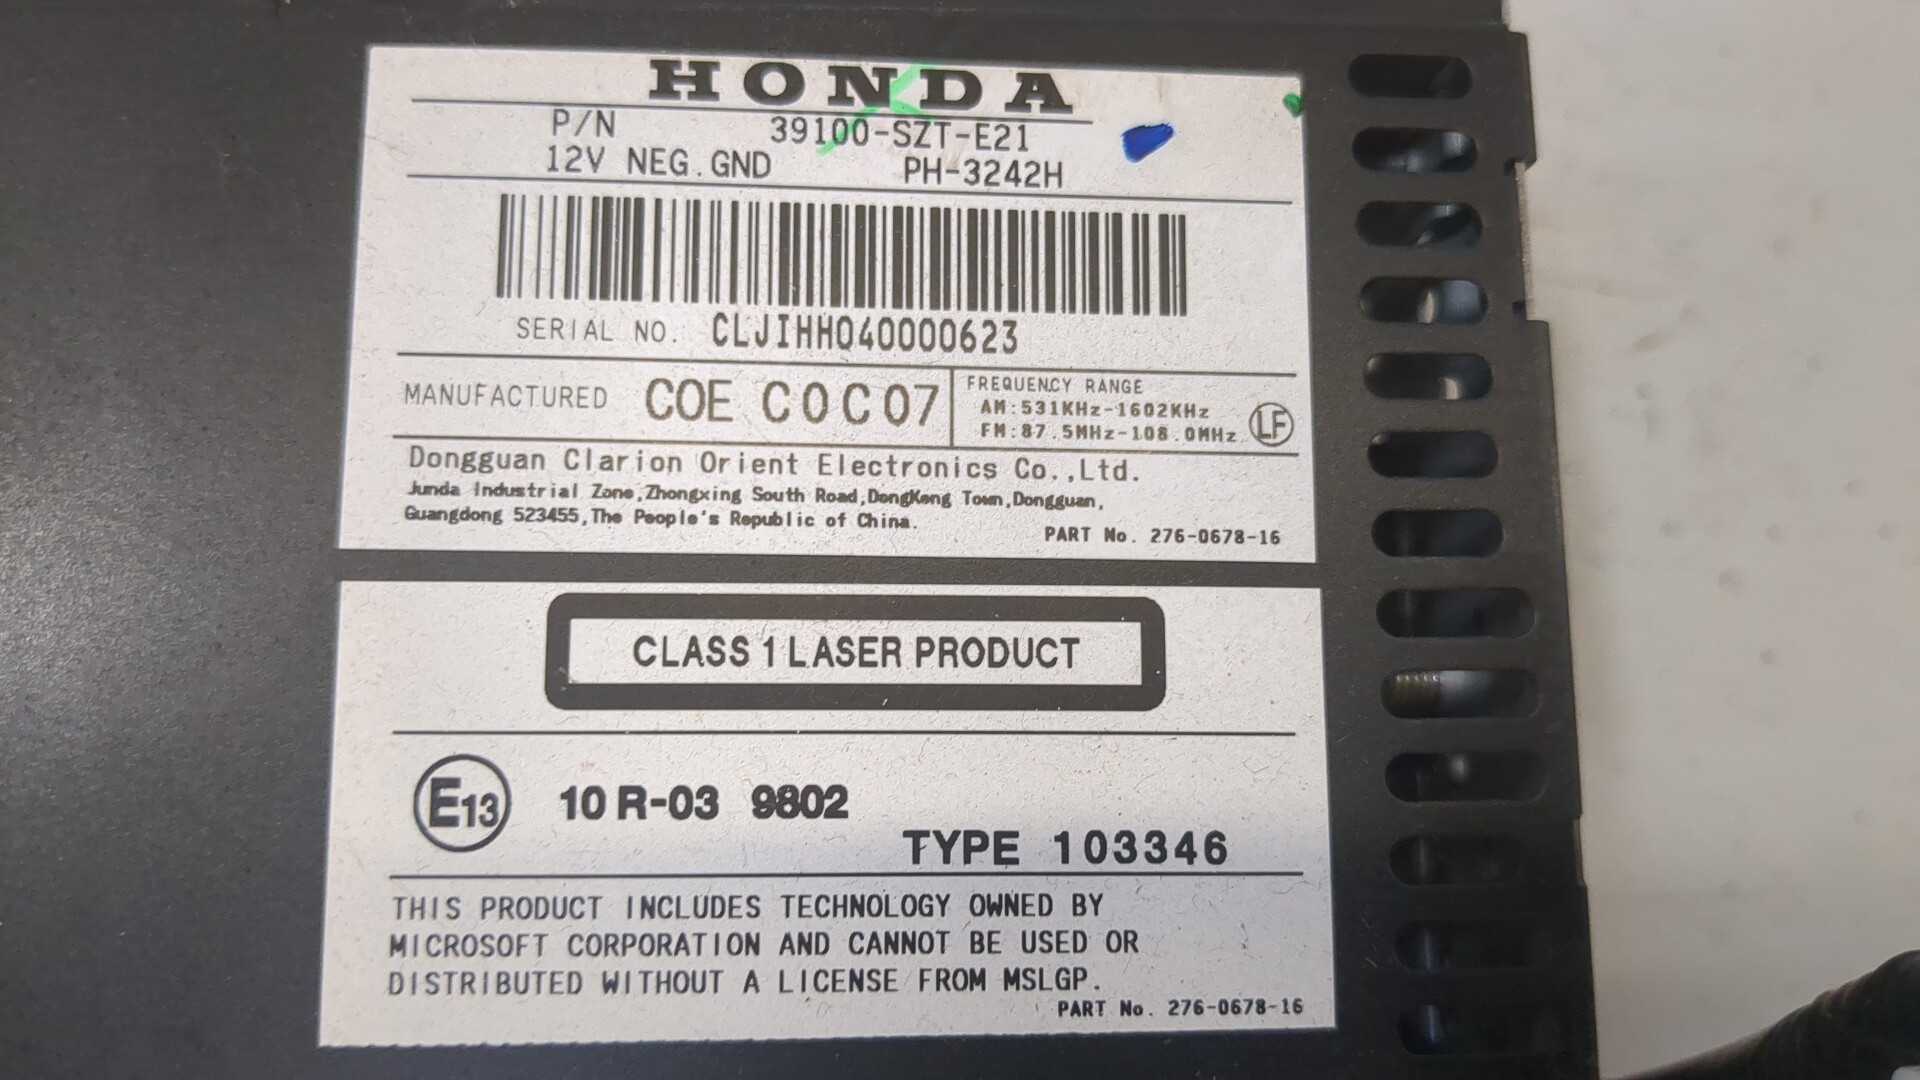 HONDA
P/N 39100-SZT-E21
12V NEG.GND PH-3242H
SERIAL NO. CLJIHH040000623
MANUFACTURED COE C0C07
FREQUENCY RANGE
AM:531KHz-1602KHz
FM:87.5MHz-108.0MHz
LF
Dongguan Clarion Orient Electronics Co.,Ltd.
Junda Industrial Zone,Zhongxing South Road,DongKeng Town,Dongguan,
Guangdong 523455,The People's Republic of China.
PART No. 276-0678-16
CLASS 1 LASER PRODUCT
E13 10 R-03 9802
TYPE 103346
THIS PRODUCT INCLUDES TECHNOLOGY OWNED BY
MICROSOFT CORPORATION AND CANNOT BE USED OR
DISTRIBUTED WITHOUT A LICENSE FROM MSLGP.
PART No. 276-0678-16